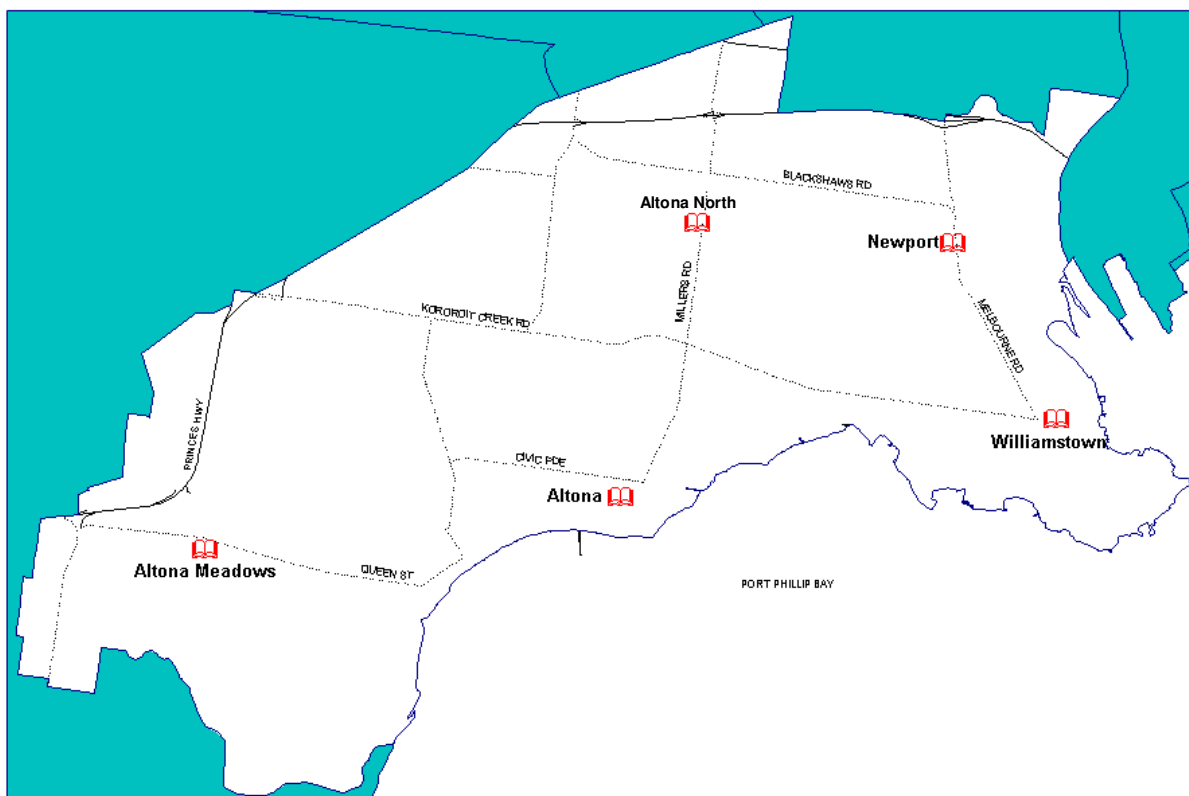 BLACKSHAWS RD
Altona North
Newport
MILLERS RD
KOROROIT CREEK RD
MELBOURNE RD
PRINCES HWY
Williamstown
CIVIC PDE
Altona
Altona Meadows
QUEEN ST
PORT PHILLIP BAY